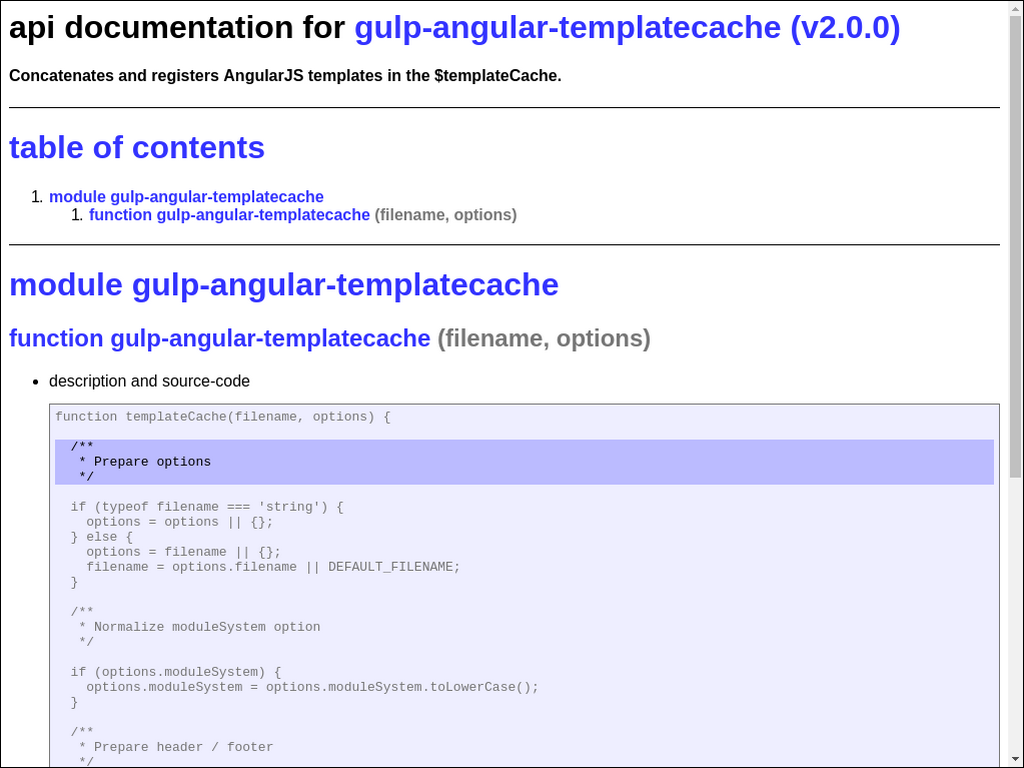 api documentation for gulp-angular-templatecache (v2.0.0)
Concatenates and registers AngularJS templates in the $templateCache.
table of contents
1. module gulp-angular-templatecache
1. function gulp-angular-templatecache (filename, options)
module gulp-angular-templatecache
function gulp-angular-templatecache (filename, options)
• description and source-code
function templateCache(filename, options) {
/**
* Prepare options
*/
if (typeof filename === 'string') {
options = options || {};
} else {
options = filename || {};
filename = options.filename || DEFAULT_FILENAME;
}
/**
* Normalize moduleSystem option
*/
if (options.moduleSystem) {
options.moduleSystem = options.moduleSystem.toLowerCase();
}
/**
* Prepare header / footer
*/